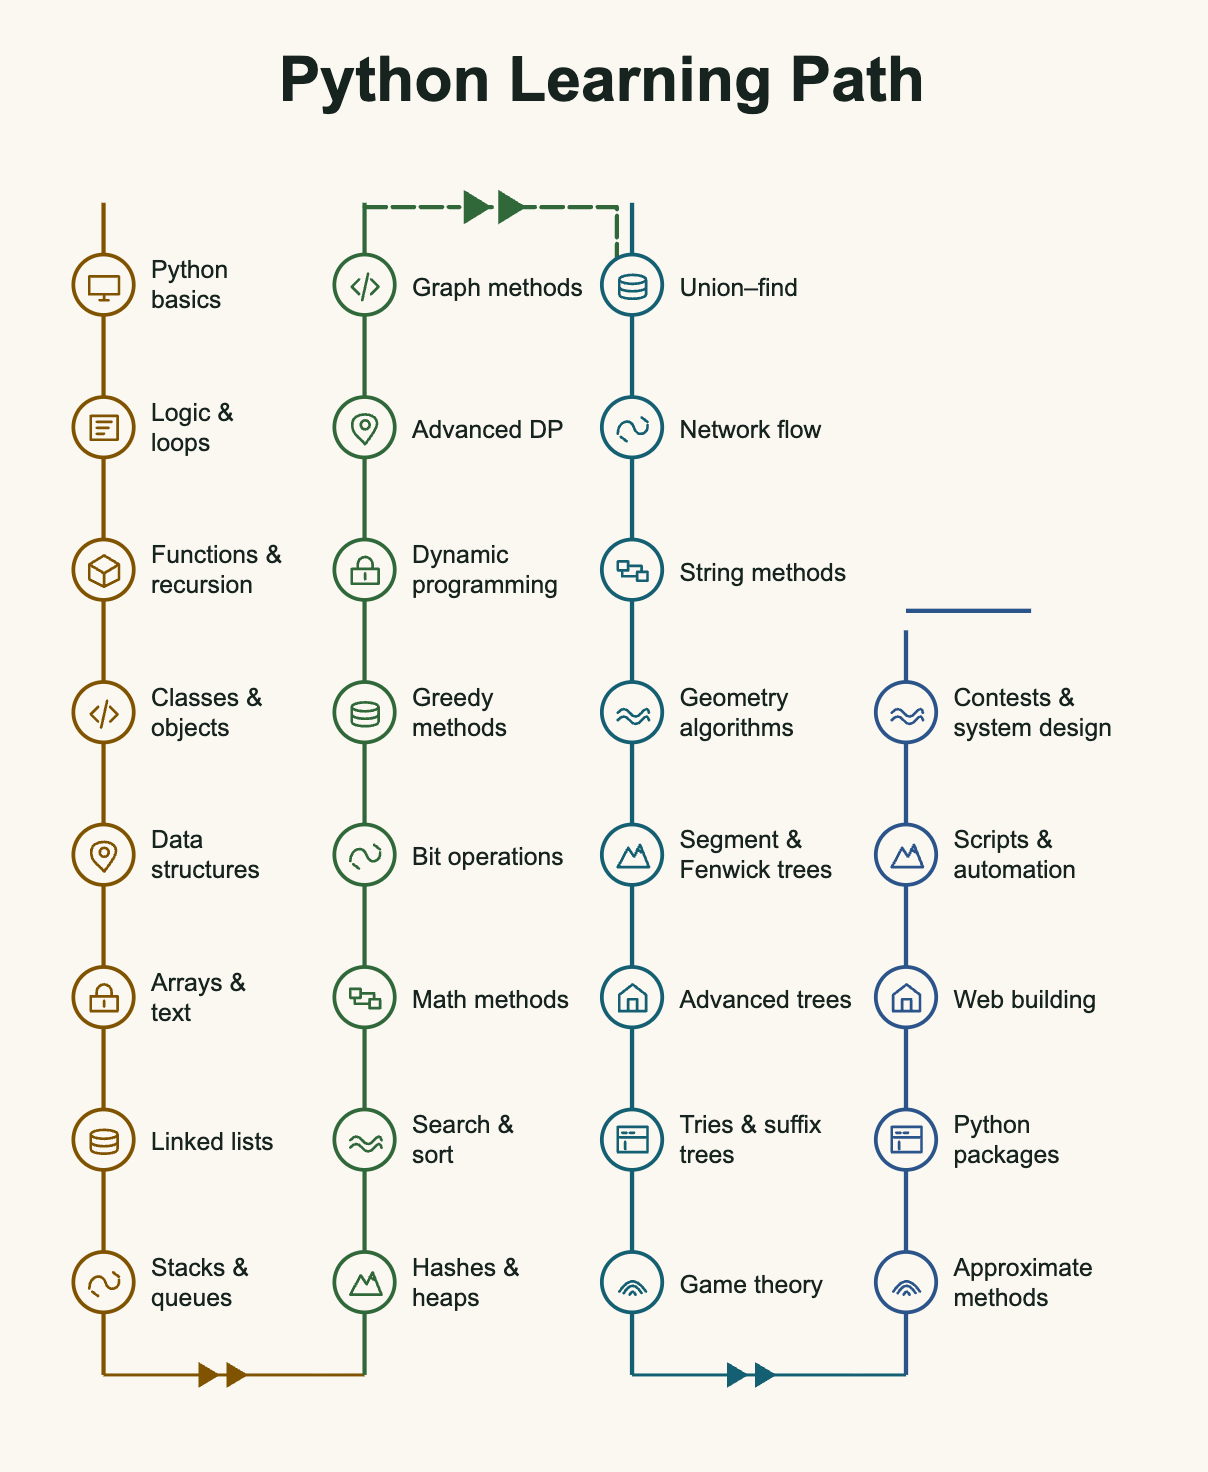 Python Learning Path
Python
basics
Logic &
loops
Functions &
recursion
Classes &
objects
Data
structures
Arrays &
text
Linked lists
Stacks &
queues
Graph methods
Advanced DP
Dynamic
programming
Greedy
methods
Bit operations
Math methods
Search &
sort
Hashes &
heaps
Union–find
Network flow
String methods
Geometry
algorithms
Segment &
Fenwick trees
Advanced trees
Tries & suffix
trees
Game theory
Contests &
system design
Scripts &
automation
Web building
Python
packages
Approximate
methods